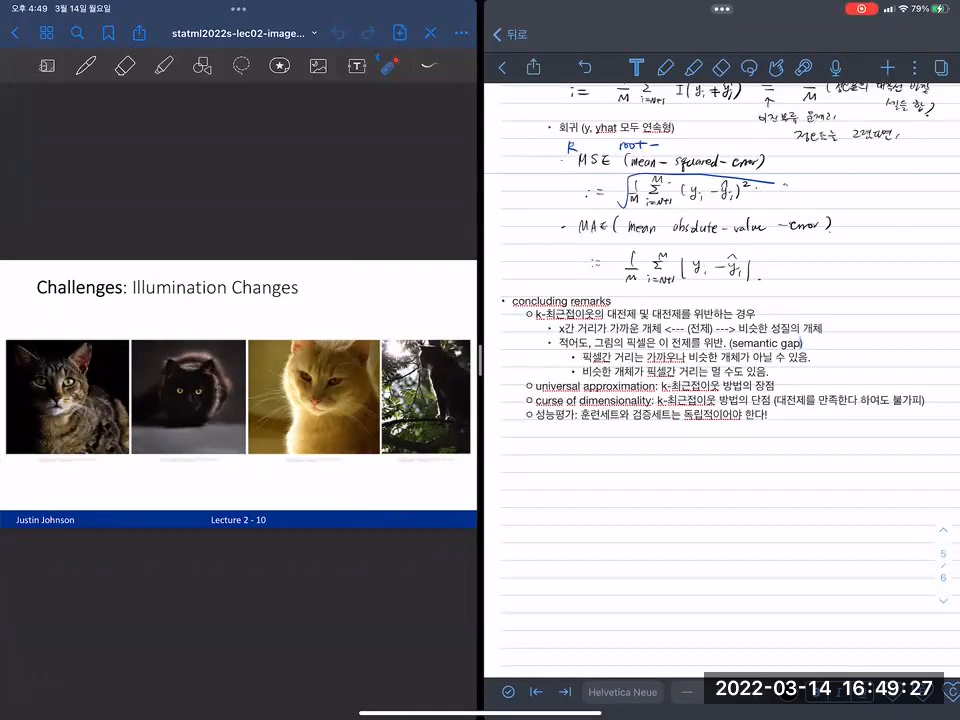 오후 4:49 3월 14일 월요일
79%
statml2022s-lec02-image...
뒤로
Challenges: Illumination Changes
Justin Johnson
Lecture 2 - 10
회귀 (y, yhat 모두 연속형)
R root-
MSE (mean-squared-error)
:= √ 1/M Σ i=N+1 M (yi - ŷi)²
MAE (mean absolute-value-error)
:= 1/M Σ i=N+1 M |yi - ŷi|.
concluding remarks
k-최근접이웃의 대전제 및 대전제를 위반하는 경우
x간 거리가 가까운 개체 <--- (전제) ---> 비슷한 성질의 개체
적어도, 그림의 픽셀은 이 전제를 위반. (semantic gap)
픽셀간 거리는 가까우나 비슷한 개체가 아닐 수 있음.
비슷한 개체가 픽셀간 거리는 멀 수도 있음.
universal approximation: k-최근접이웃 방법의 장점
curse of dimensionality: k-최근접이웃 방법의 단점 (대전제를 만족한다 하여도 불가피)
성능평가: 훈련세트와 검증세트는 독립적이어야 한다!
5
/
6
Helvetica Neue
2022-03-14 16:49:27